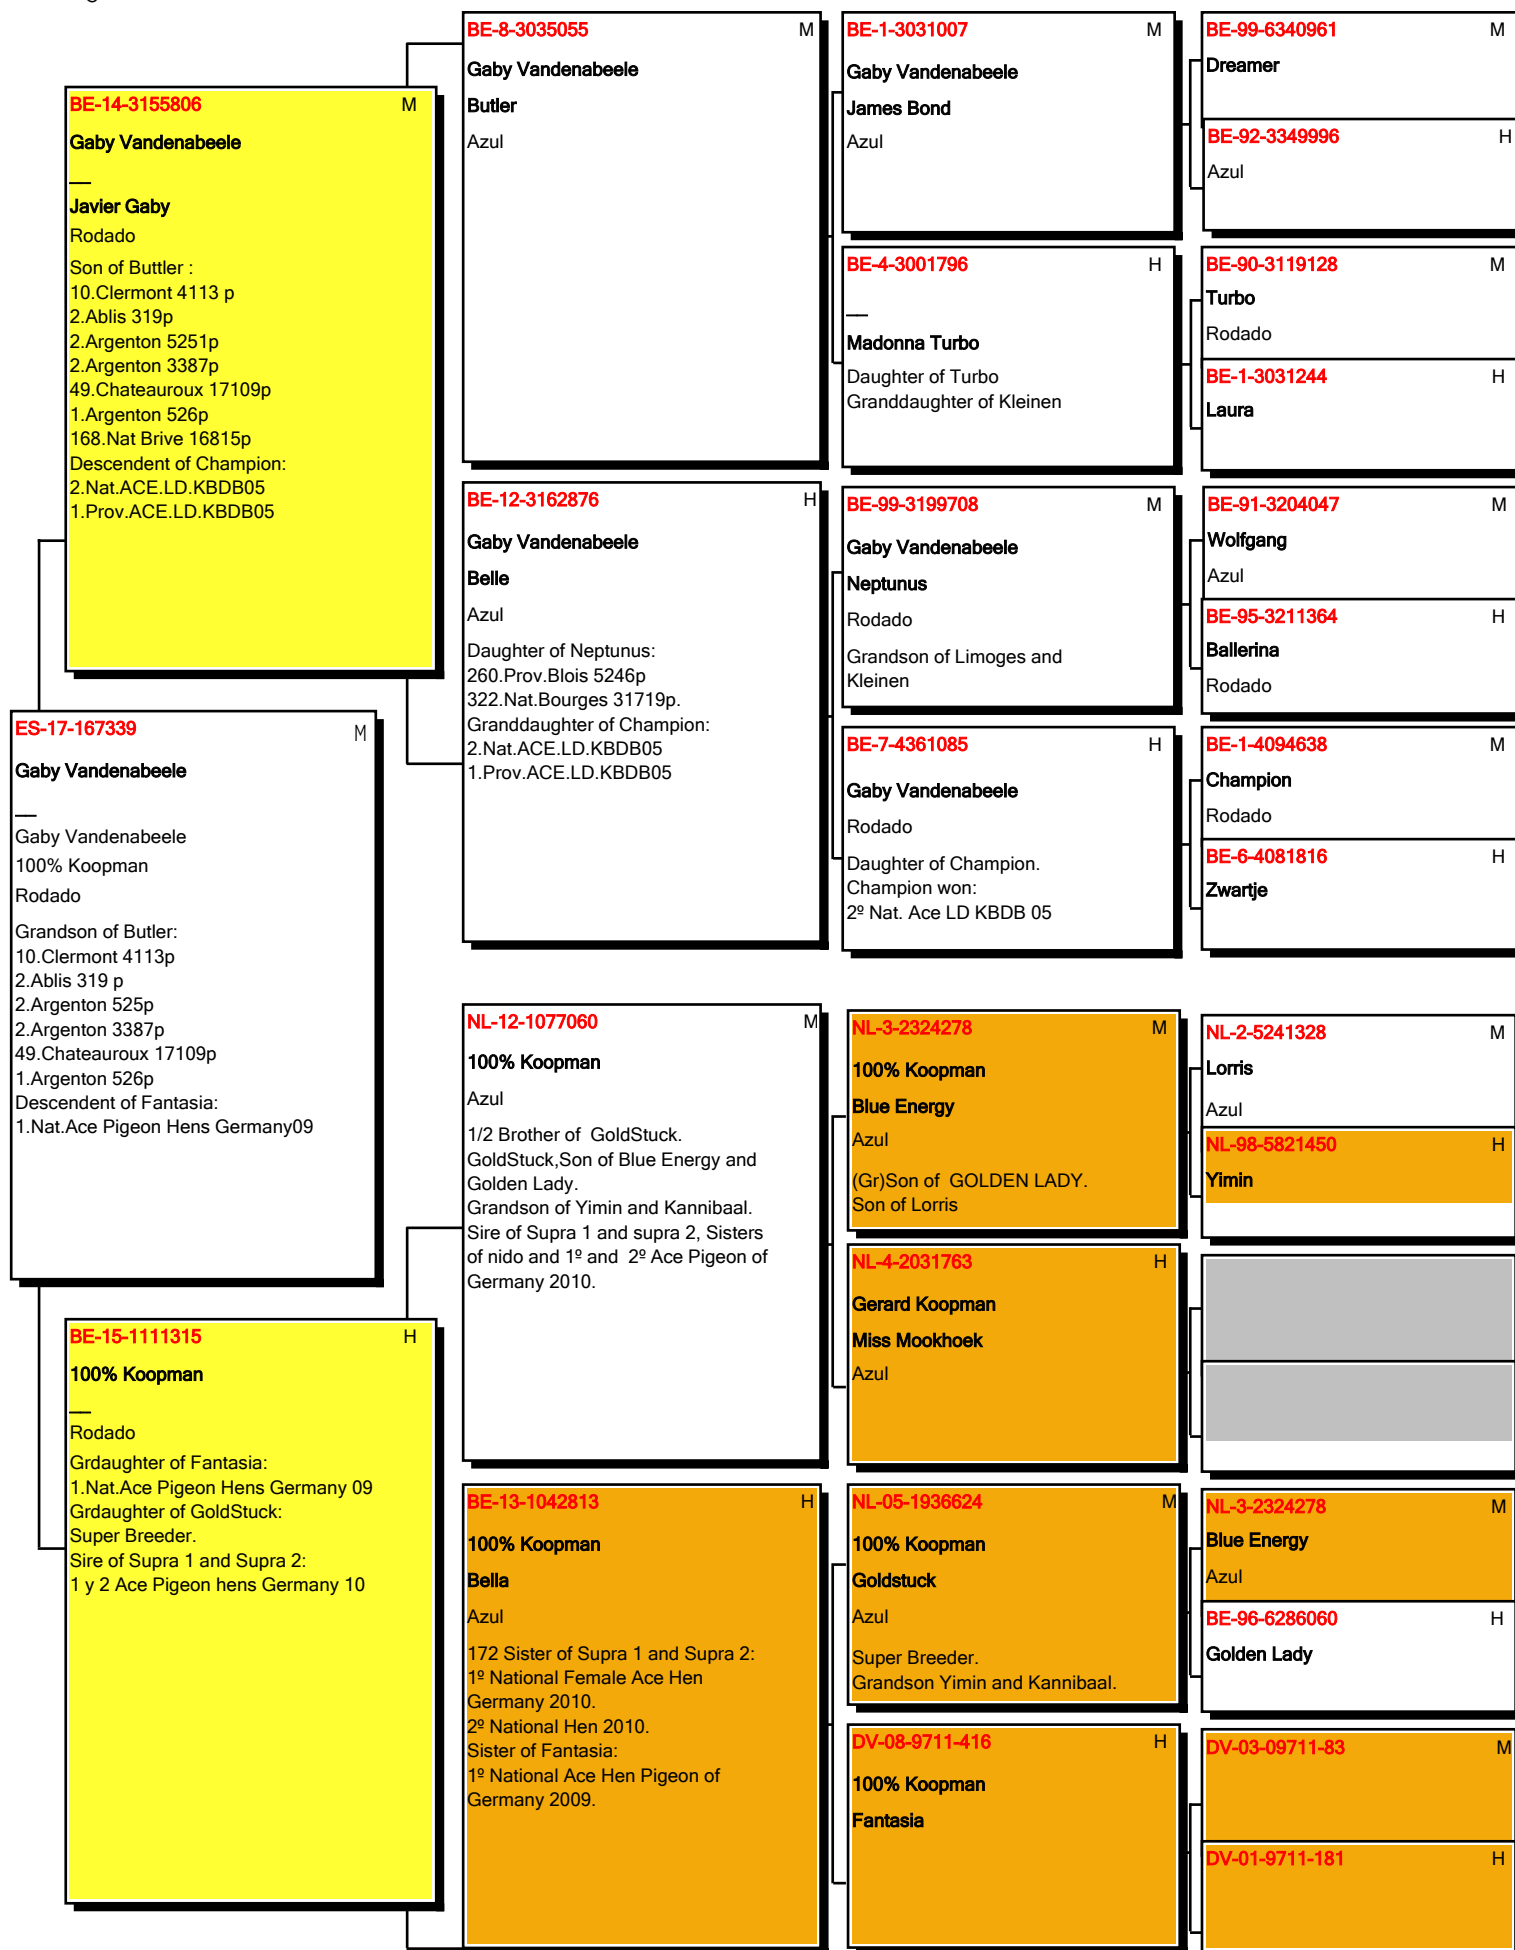 BE-8-3035055 M
Gaby Vandenabeele
Butler
Azul
BE-1-3031007 M
Gaby Vandenabeele
James Bond
Azul
BE-99-6340961 M
Dreamer
BE-92-3349996 H
Azul
BE-14-3155806 M
Gaby Vandenabeele
__
Javier Gaby
Rodado
Son of Buttler :
10.Clermont 4113 p
2.Ablis 319p
2.Argenton 5251p
2.Argenton 3387p
49.Chateauroux 17109p
1.Argenton 526p
168.Nat Brive 16815p
Descendent of Champion:
2.Nat.ACE.LD.KBDB05
1.Prov.ACE.LD.KBDB05
BE-4-3001796 H
__
Madonna Turbo
Daughter of Turbo
Granddaughter of Kleinen
BE-90-3119128 M
Turbo
Rodado
BE-1-3031244 H
Laura
BE-12-3162876 H
Gaby Vandenabeele
Belle
Azul
Daughter of Neptunus:
260.Prov.Blois 5246p
322.Nat.Bourges 31719p.
Granddaughter of Champion:
2.Nat.ACE.LD.KBDB05
1.Prov.ACE.LD.KBDB05
BE-99-3199708 M
Gaby Vandenabeele
Neptunus
Rodado
Grandson of Limoges and
Kleinen
BE-91-3204047 M
Wolfgang
Azul
BE-95-3211364 H
Ballerina
Rodado
BE-7-4361085 H
Gaby Vandenabeele
Rodado
Daughter of Champion.
Champion won:
2º Nat. Ace LD KBDB 05
BE-1-4094638 M
Champion
Rodado
BE-6-4081816 H
Zwartje
ES-17-167339 M
Gaby Vandenabeele
__
Gaby Vandenabeele
100% Koopman
Rodado
Grandson of Butler:
10.Clermont 4113p
2.Ablis 319 p
2.Argenton 525p
2.Argenton 3387p
49.Chateauroux 17109p
1.Argenton 526p
Descendent of Fantasia:
1.Nat.Ace Pigeon Hens Germany09
NL-12-1077060 M
100% Koopman
Azul
1/2 Brother of  GoldStuck.
GoldStuck,Son of Blue Energy and
Golden Lady.
Grandson of Yimin and Kannibaal.
Sire of Supra 1 and supra 2, Sisters
of nido and 1º and  2º Ace Pigeon of
Germany 2010.
NL-3-2324278 M
100% Koopman
Blue Energy
Azul
(Gr)Son of  GOLDEN LADY.
Son of Lorris
NL-2-5241328 M
Lorris
Azul
NL-98-5821450 H
Yimin
NL-4-2031763 H
Gerard Koopman
Miss Mookhoek
Azul
BE-15-1111315 H
100% Koopman
__
Rodado
Grdaughter of Fantasia:
1.Nat.Ace Pigeon Hens Germany 09
Grdaughter of GoldStuck:
Super Breeder.
Sire of Supra 1 and Supra 2:
1 y 2 Ace Pigeon hens Germany 10
BE-13-1042813 H
100% Koopman
Bella
Azul
172 Sister of Supra 1 and Supra 2:
1º National Female Ace Hen
Germany 2010.
2º National Hen 2010.
Sister of Fantasia:
1º National Ace Hen Pigeon of
Germany 2009.
NL-05-1936624 M
100% Koopman
Goldstuck
Azul
Super Breeder.
Grandson Yimin and Kannibaal.
NL-3-2324278 M
Blue Energy
Azul
BE-96-6286060 H
Golden Lady
DV-08-9711-416 H
100% Koopman
Fantasia
DV-03-09711-83 M
DV-01-9711-181 H